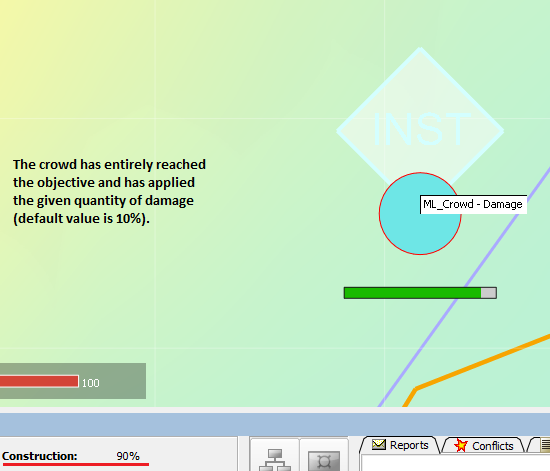 INST
The crowd has entirely reached
the objective and has applied
the given quantity of damage
(default value is 10%).
ML_Crowd - Damage
100
Construction: 90%
Reports
Conflicts